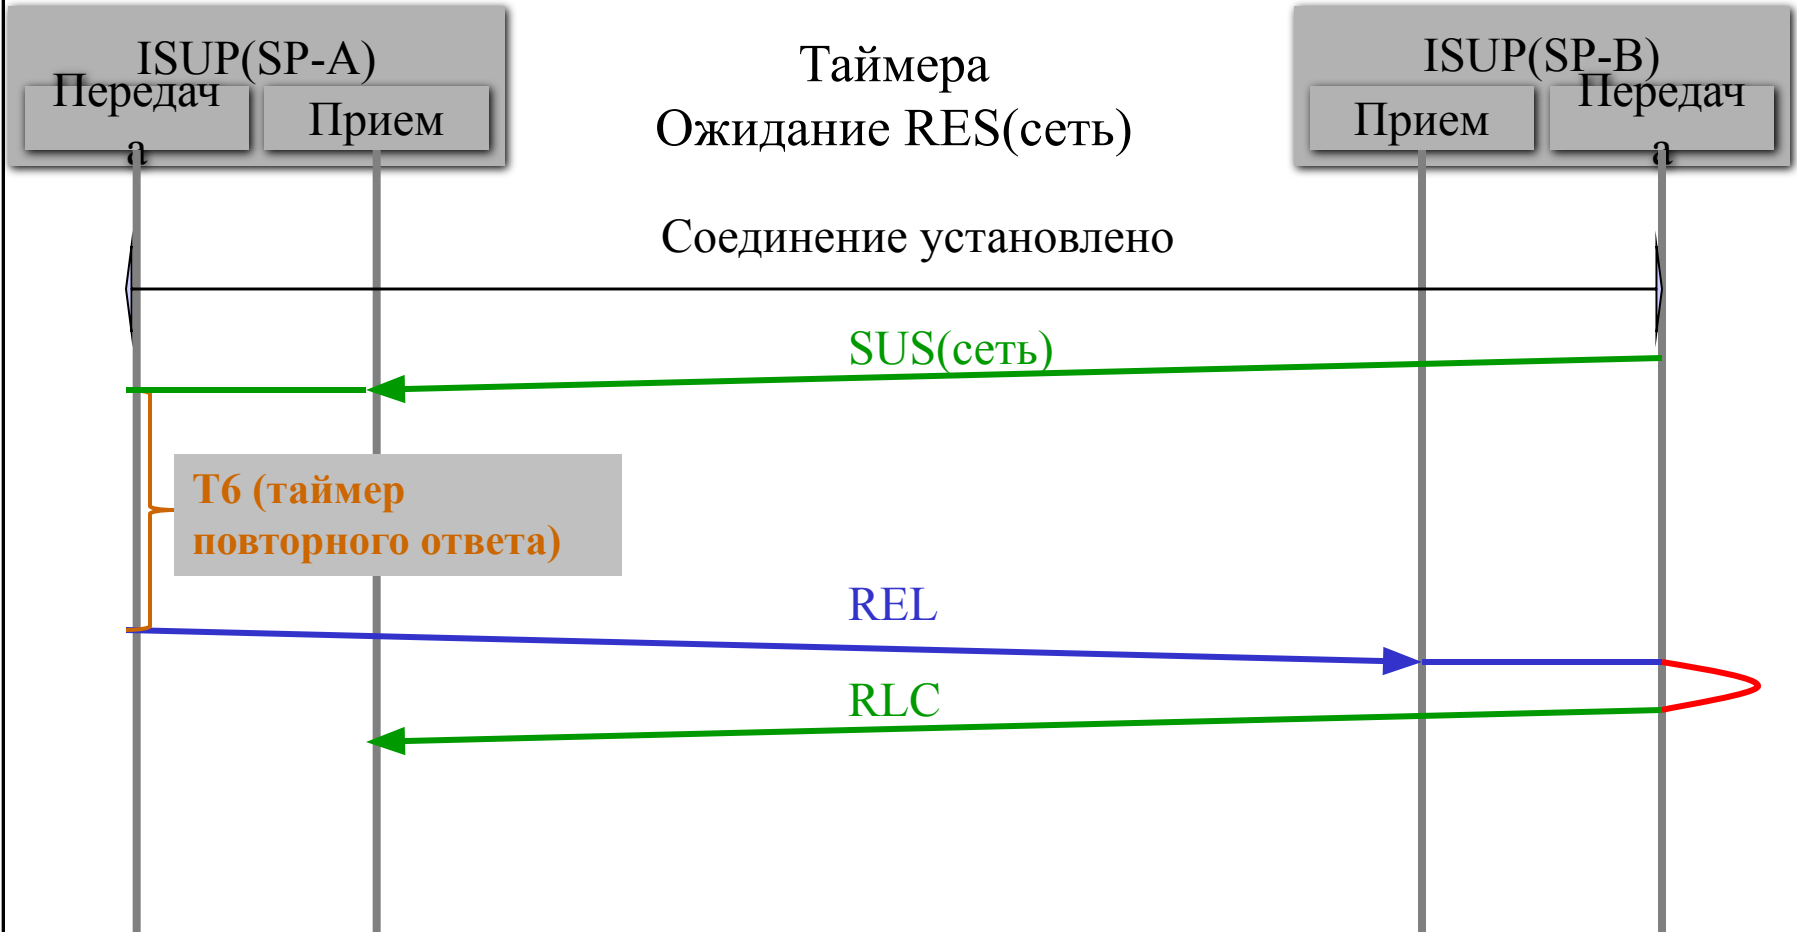 ISUP(SP-A)
Передач
а
Прием
Таймера
Ожидание RES(сеть)
ISUP(SP-B)
Прием
Передач
а
Соединение установлено
SUS(сеть)
T6 (таймер
повторного ответа)
REL
RLC